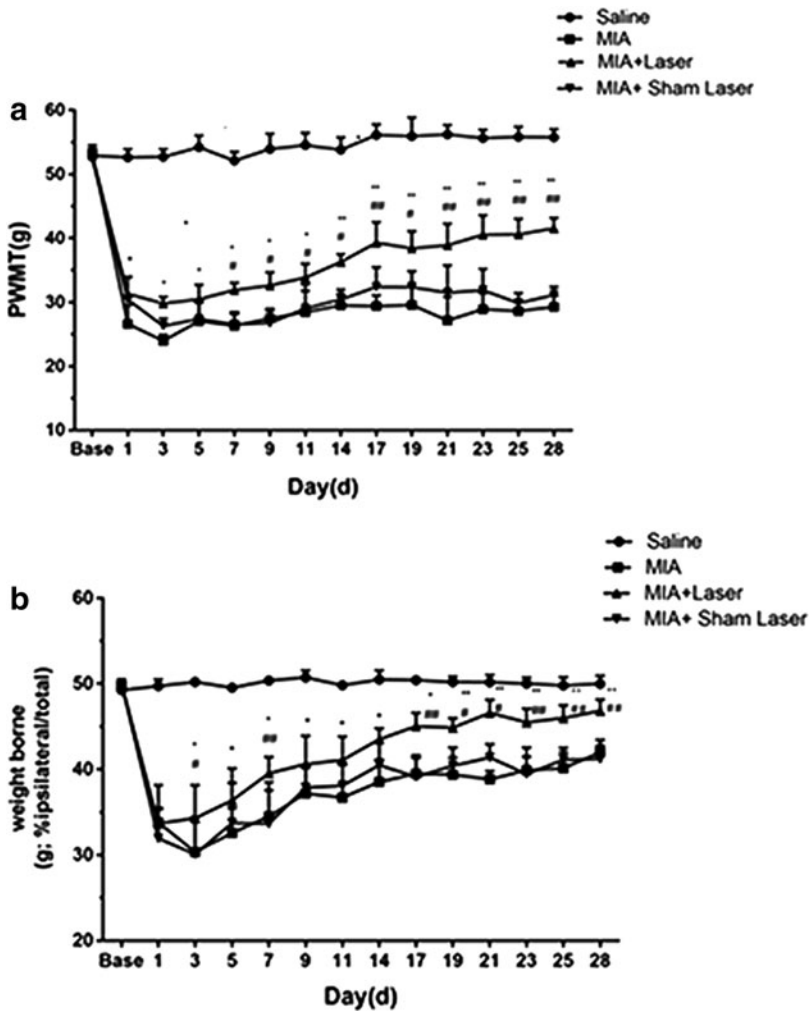 Saline
MIA
MIA+Laser
MIA+ Sham Laser
a
60
50
40
30
20
10
PWMT(g)
** ** ** ** ** **
## # ## ## ## ##
**
* * * #
# # #
* * *
*
Base 1 3 5 7 9 11 14 17 19 21 23 25 28
Day(d)
Saline
MIA
MIA+Laser
MIA+ Sham Laser
b
60
50
40
30
20
weight borne
(g; %ipsilateral/total)
* * * * * * * * ** ** ** ** **
# ## ## # # ## ## ##
Base 1 3 5 7 9 11 14 17 19 21 23 25 28
Day(d)